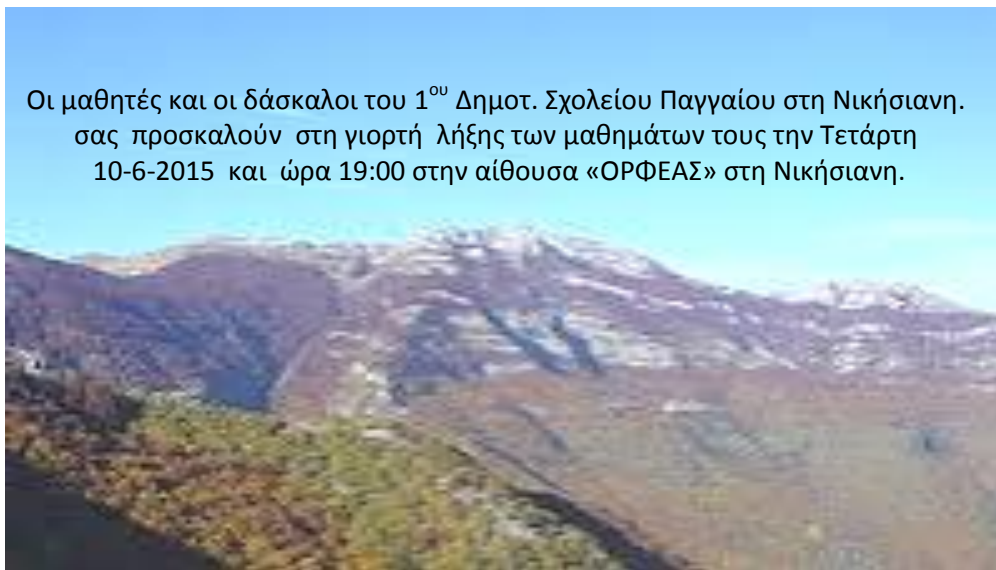 Οι μαθητές και οι δάσκαλοι του 1ου Δημοτ. Σχολείου Παγγαίου στη Νικήσιανη.
σας προσκαλούν στη γιορτή λήξης των μαθημάτων τους την Τετάρτη
10-6-2015 και ώρα 19:00 στην αίθουσα «ΟΡΦΕΑΣ» στη Νικήσιανη.